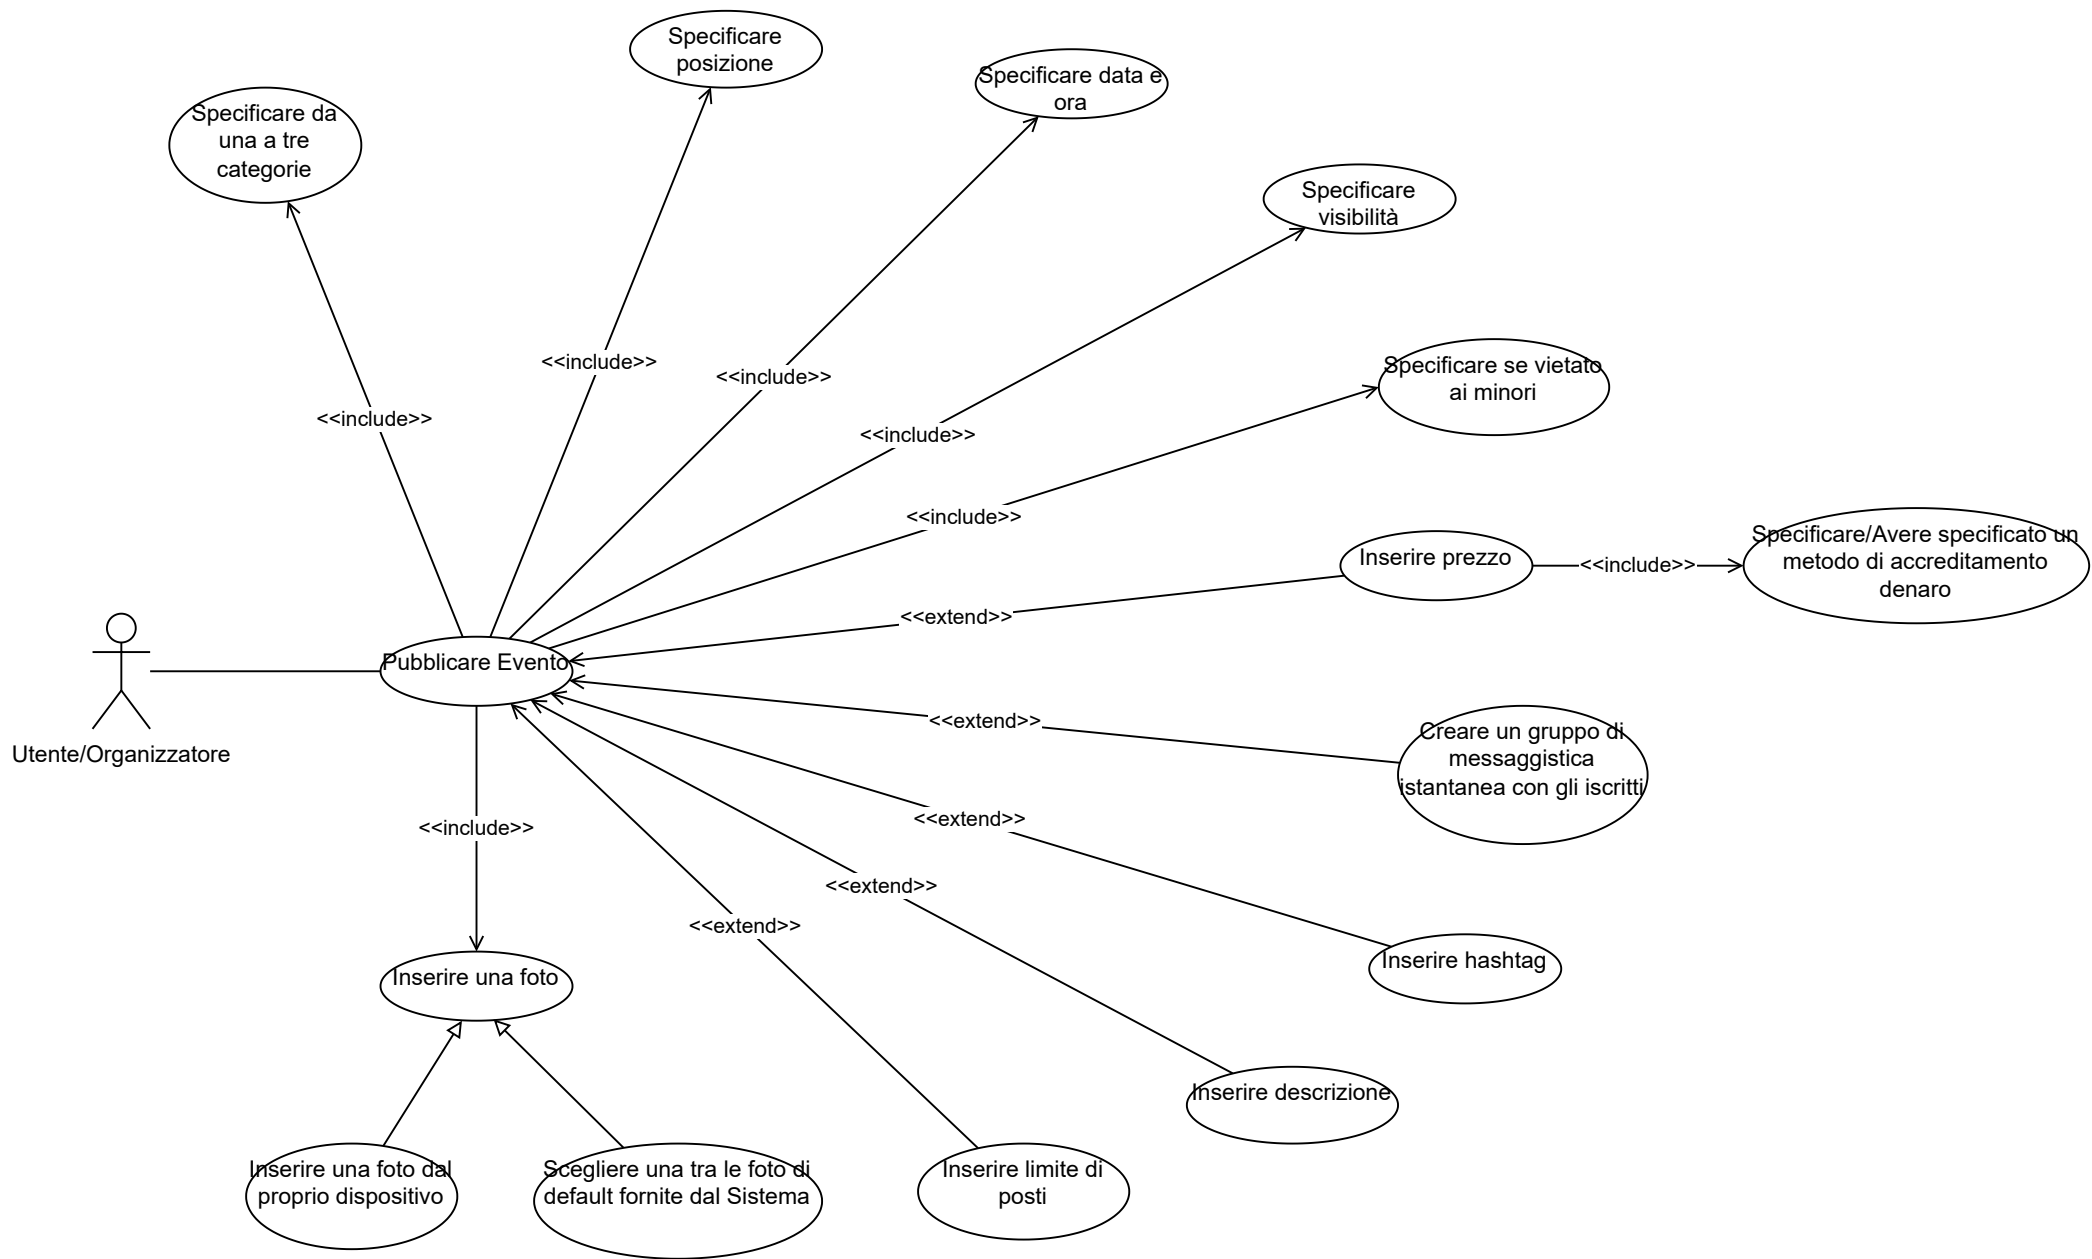 Specificare
posizione
Specificare data e
ora
Specificare da
una a tre
categorie
Specificare
visibilità
<<include>>
<<include>>
<<include>>
<<include>>
<<include>>
Specificare se vietato
ai minori
Inserire prezzo
<<include>>
Specificare/Avere specificato un
metodo di accreditamento
denaro
<<extend>>
Pubblicare Evento
Utente/Organizzatore
<<extend>>
Creare un gruppo di
messaggistica
istantanea con gli iscritti
<<extend>>
<<include>>
<<extend>>
<<extend>>
Inserire hashtag
Inserire una foto
Inserire descrizione
Inserire una foto dal
proprio dispositivo
Scegliere una tra le foto di
default fornite dal Sistema
Inserire limite di
posti